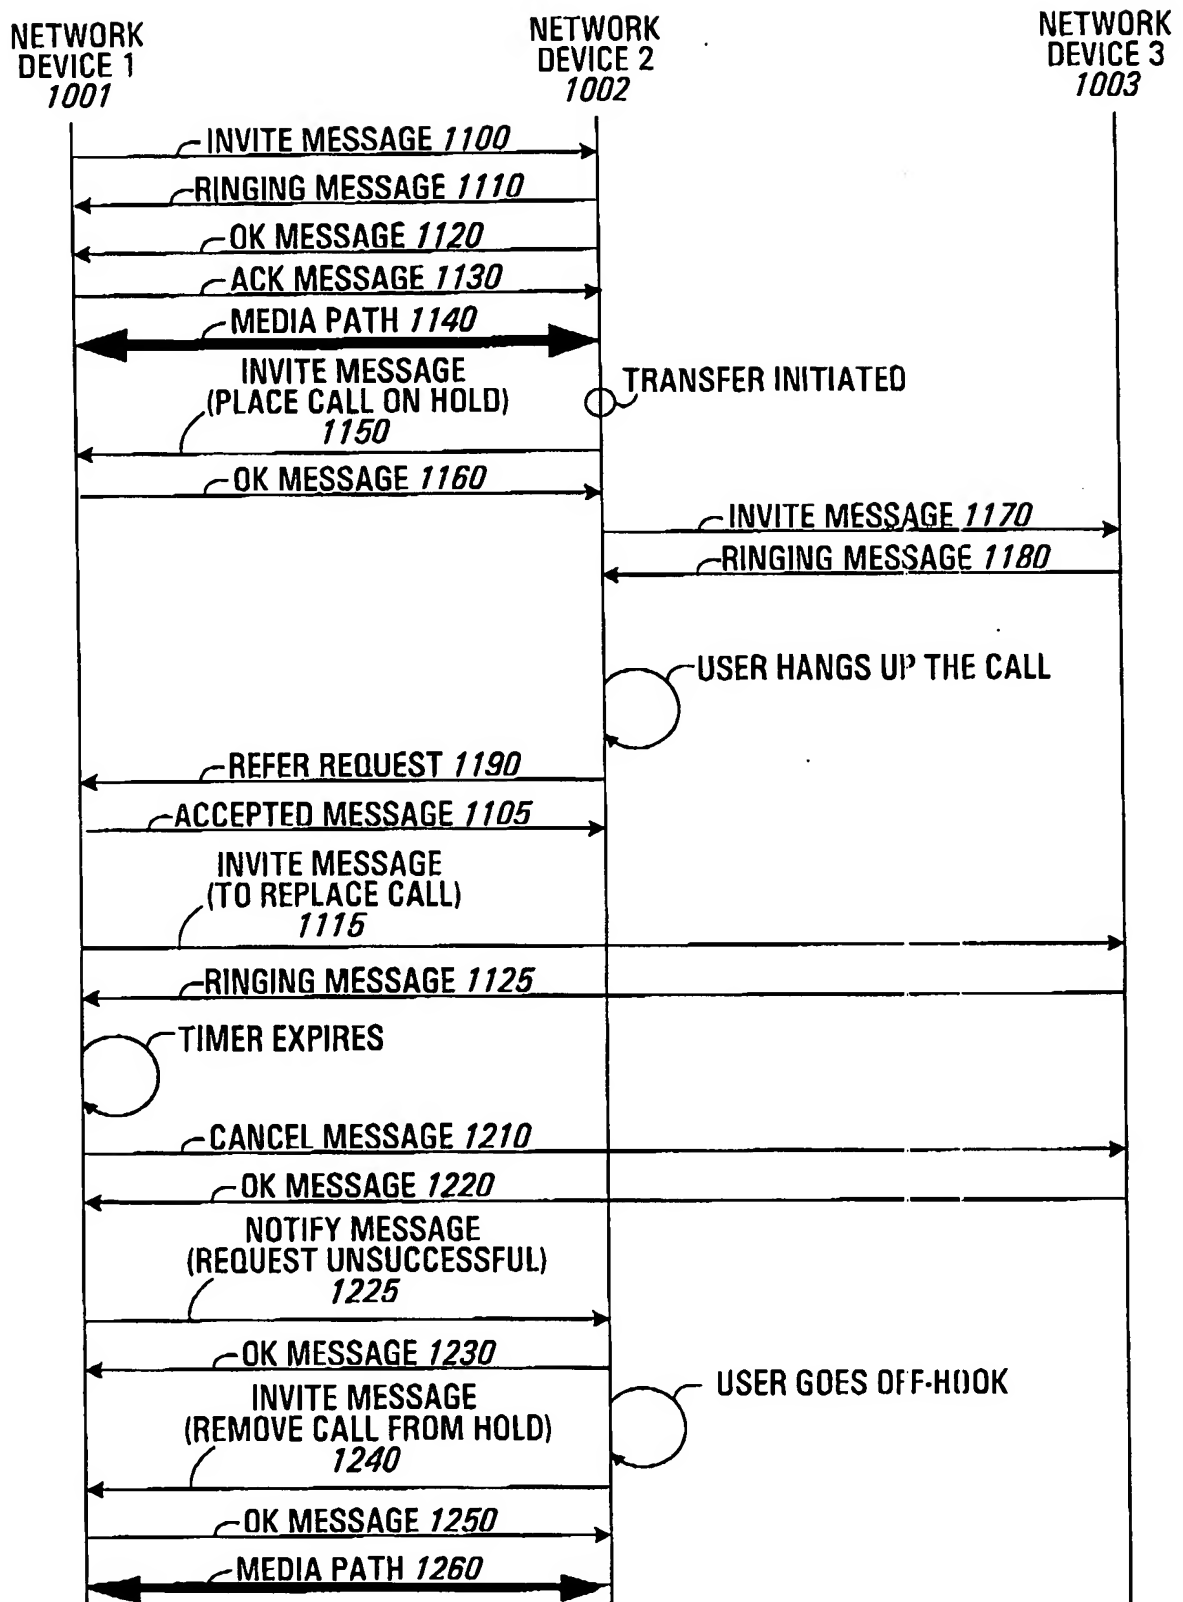 NETWORK
DEVICE 1
1001
NETWORK
DEVICE 2
1002
NETWORK
DEVICE 3
1003
INVITE MESSAGE 1100
RINGING MESSAGE 1110
OK MESSAGE 1120
ACK MESSAGE 1130
MEDIA PATH 1140
TRANSFER INITIATED
INVITE MESSAGE
(PLACE CALL ON HOLD)
1150
OK MESSAGE 1160
INVITE MESSAGE 1170
RINGING MESSAGE 1180
USER HANGS UP THE CALL
REFER REQUEST 1190
ACCEPTED MESSAGE 1105
INVITE MESSAGE
(TO REPLACE CALL)
1115
RINGING MESSAGE 1125
TIMER EXPIRES
CANCEL MESSAGE 1210
OK MESSAGE 1220
NOTIFY MESSAGE
(REQUEST UNSUCCESSFUL)
1225
OK MESSAGE 1230
USER GOES OFF-HOOK
INVITE MESSAGE
(REMOVE CALL FROM HOLD)
1240
OK MESSAGE 1250
MEDIA PATH 1260